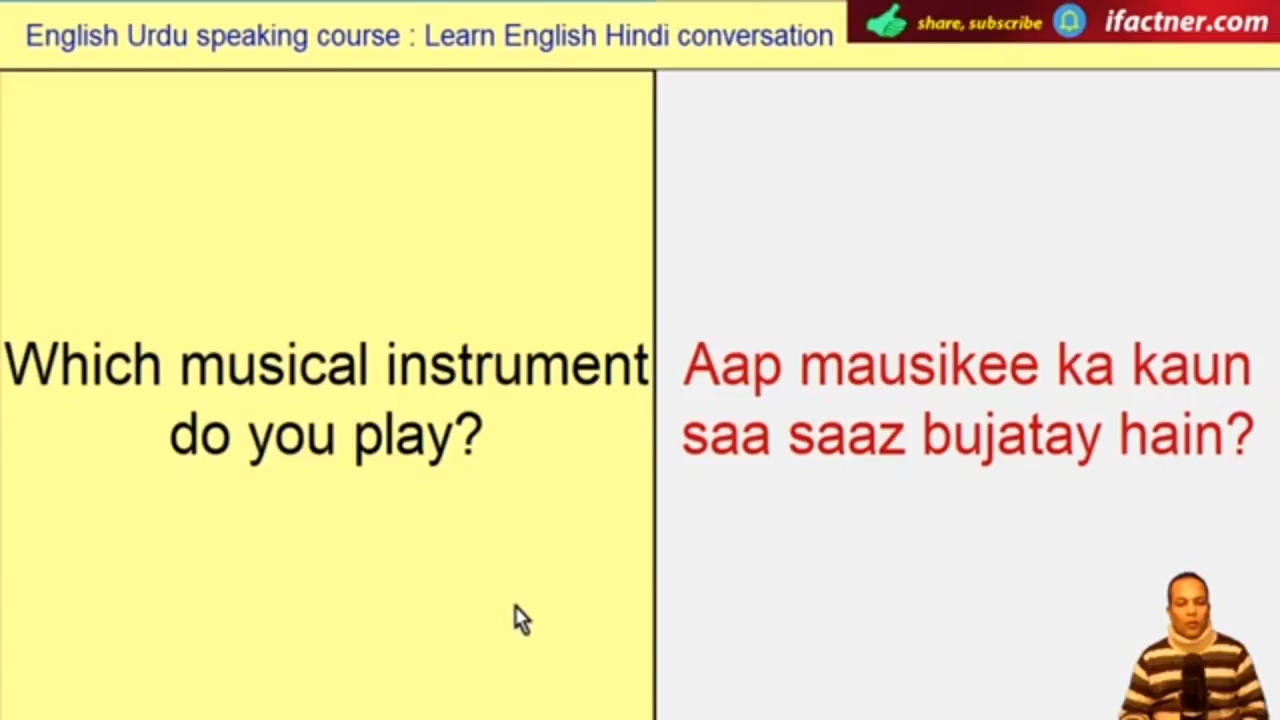 English Urdu speaking course : Learn English Hindi conversation
share, subscribe
ifactner.com
Which musical instrument
do you play?
Aap mausikee ka kaun
saa saaz bujatay hain?